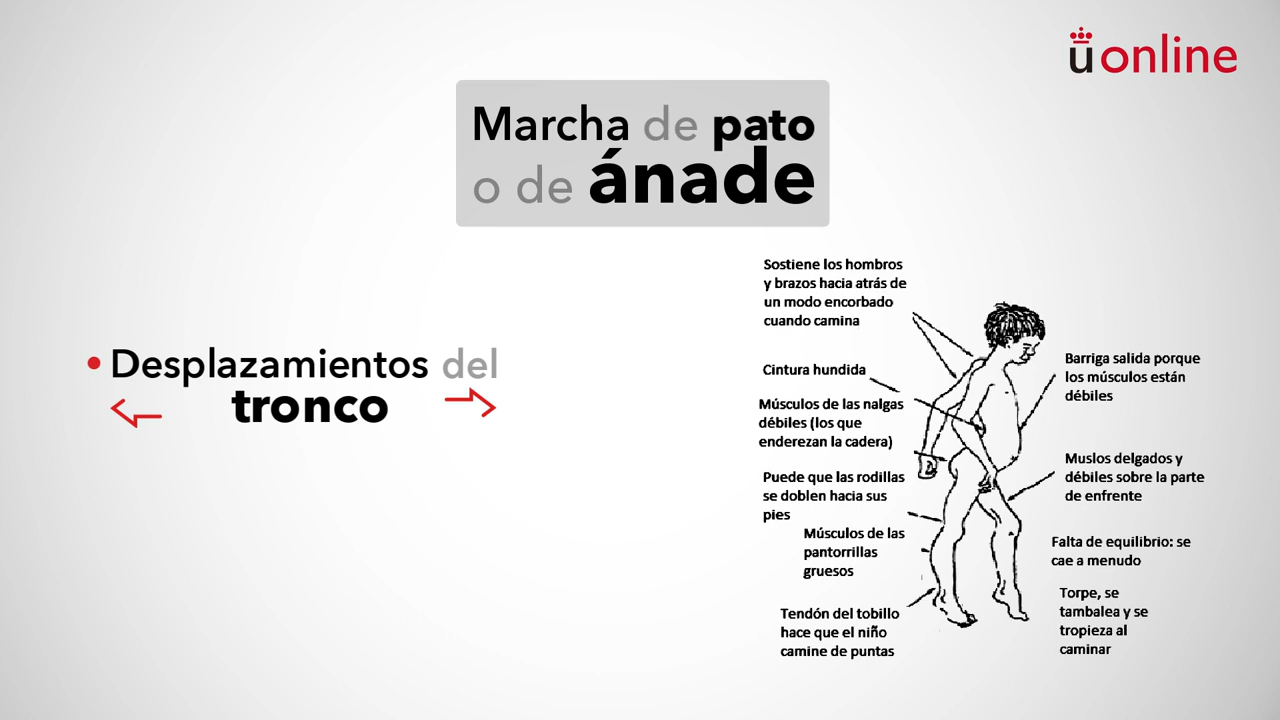 ü online
Marcha de pato
o de ánade
• Desplazamientos del
tronco
Sostiene los hombros
y brazos hacia atrás de
un modo encorbado
cuando camina
Cintura hundida
Músculos de las nalgas
débiles (los que
enderezan la cadera)
Puede que las rodillas
se doblen hacia sus
pies
Músculos de las
pantorrillas
gruesos
Tendón del tobillo
hace que el niño
camine de puntas
Barriga salida porque
los músculos están
débiles
Muslos delgados y
débiles sobre la parte
de enfrente
Falta de equilibrio: se
cae a menudo
Torpe, se
tambalea y se
tropieza al
caminar